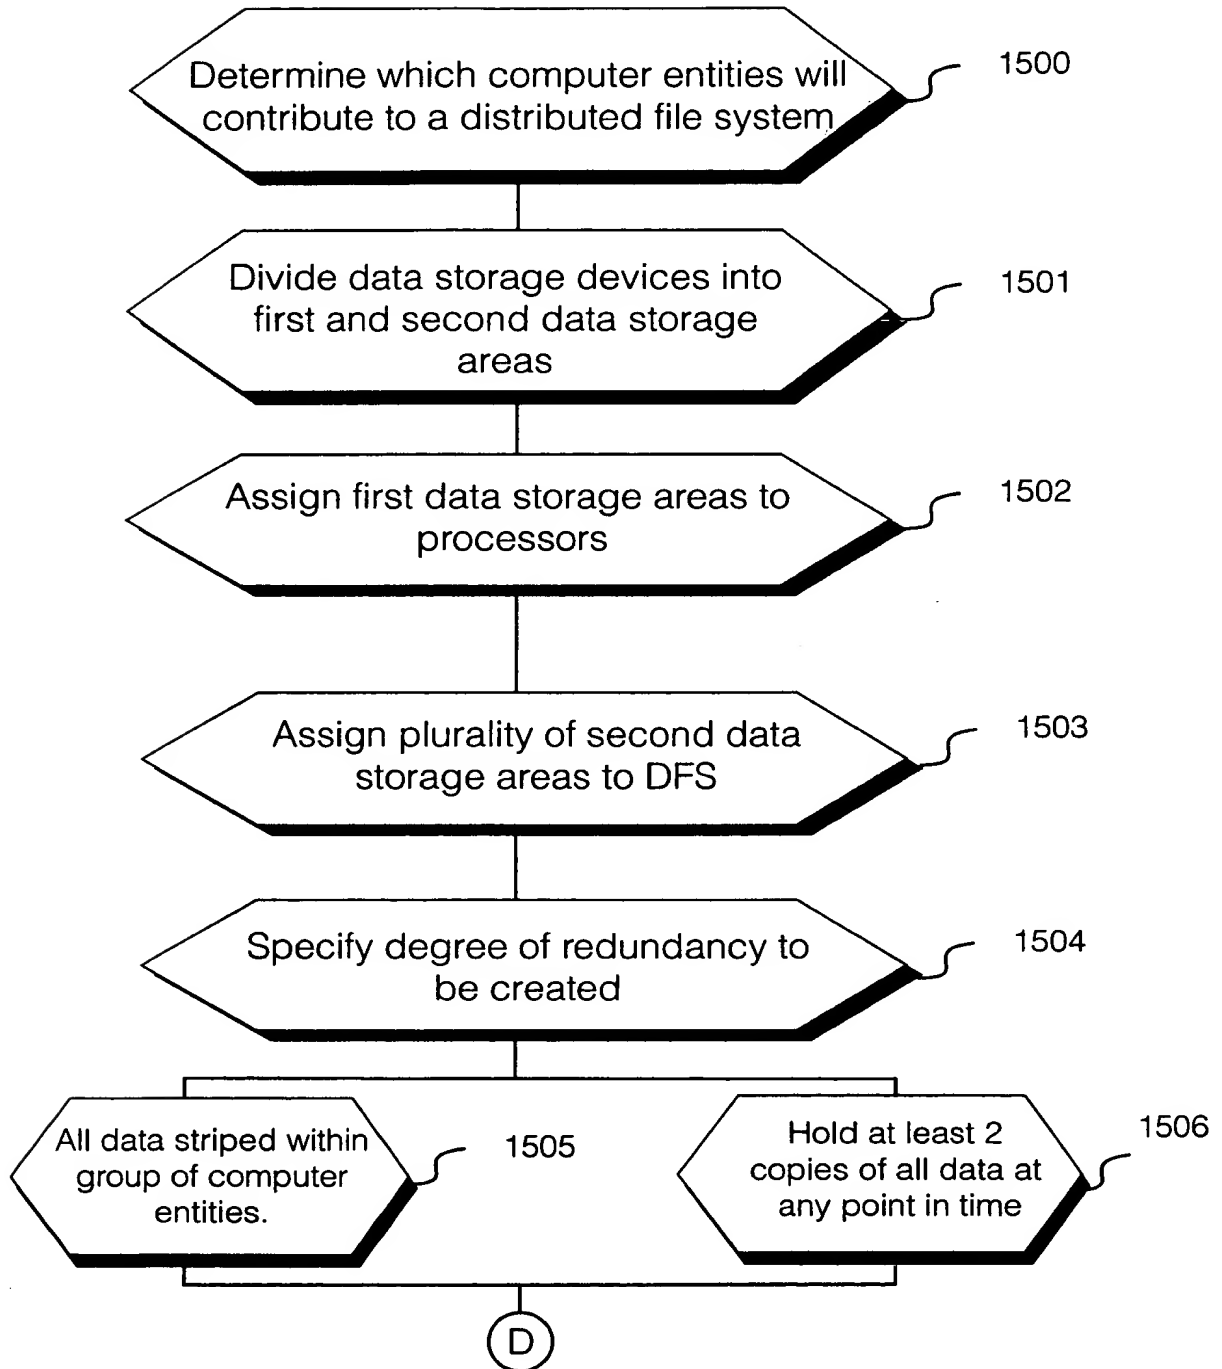 Determine which computer entities will
contribute to a distributed file system
1500
Divide data storage devices into
first and second data storage
areas
1501
Assign first data storage areas to
processors
1502
Assign plurality of second data
storage areas to DFS
1503
Specify degree of redundancy to
be created
1504
All data striped within
group of computer
entities.
1505
Hold at least 2
copies of all data at
any point in time
1506
D